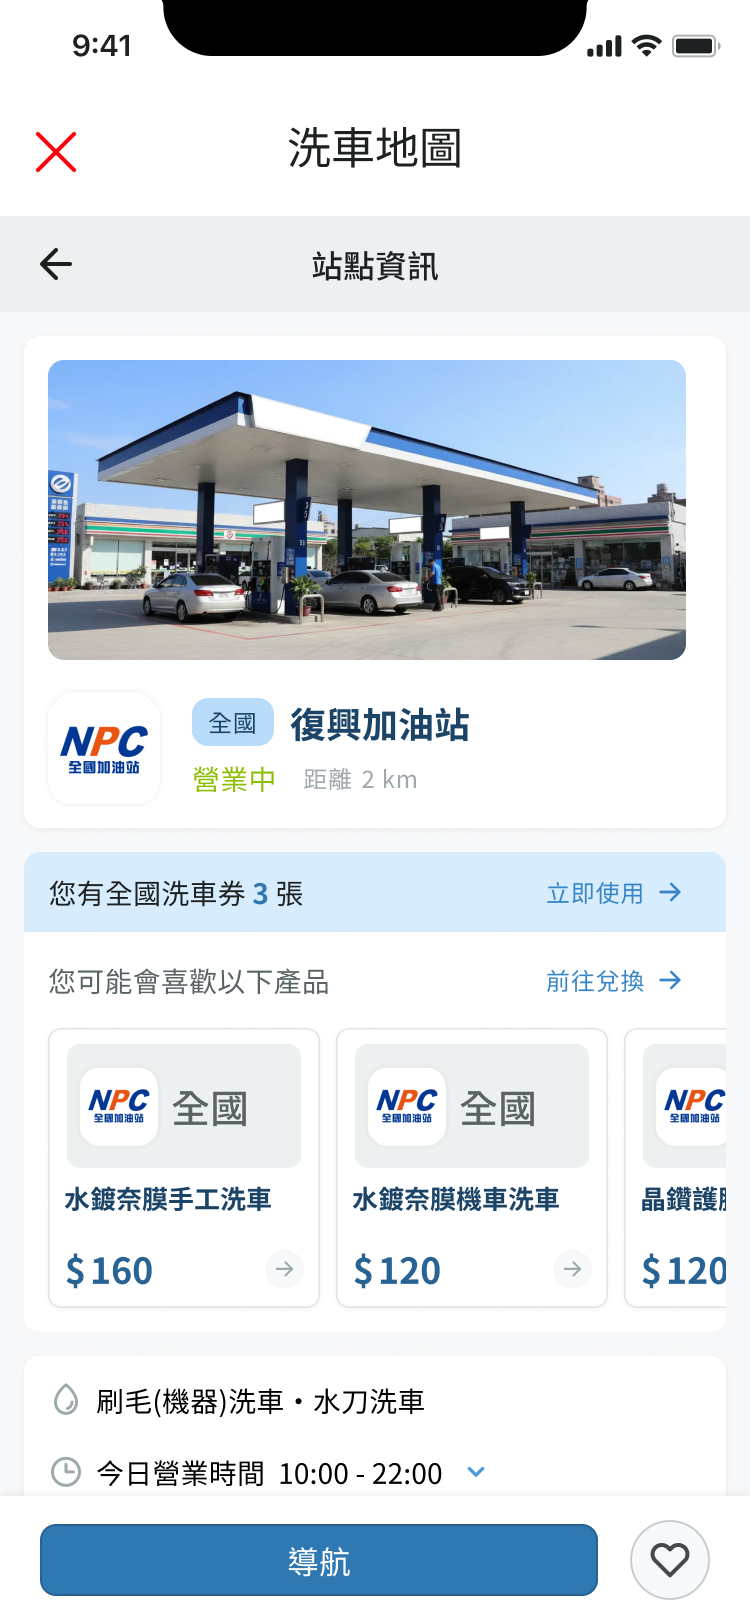 9:41
洗車地圖
站點資訊
NPC
全國加油站
全國 復興加油站
營業中 距離 2 km
您有全國洗車券 3 張 立即使用
您可能會喜歡以下產品 前往兌換
NPC 全國加油站 全國
水鍍奈膜手工洗車
$160
NPC 全國加油站 全國
水鍍奈膜機車洗車
$120
NPC 全國加油站
晶鑽護
$120
刷毛(機器)洗車・水刀洗車
今日營業時間 10:00 - 22:00
導航